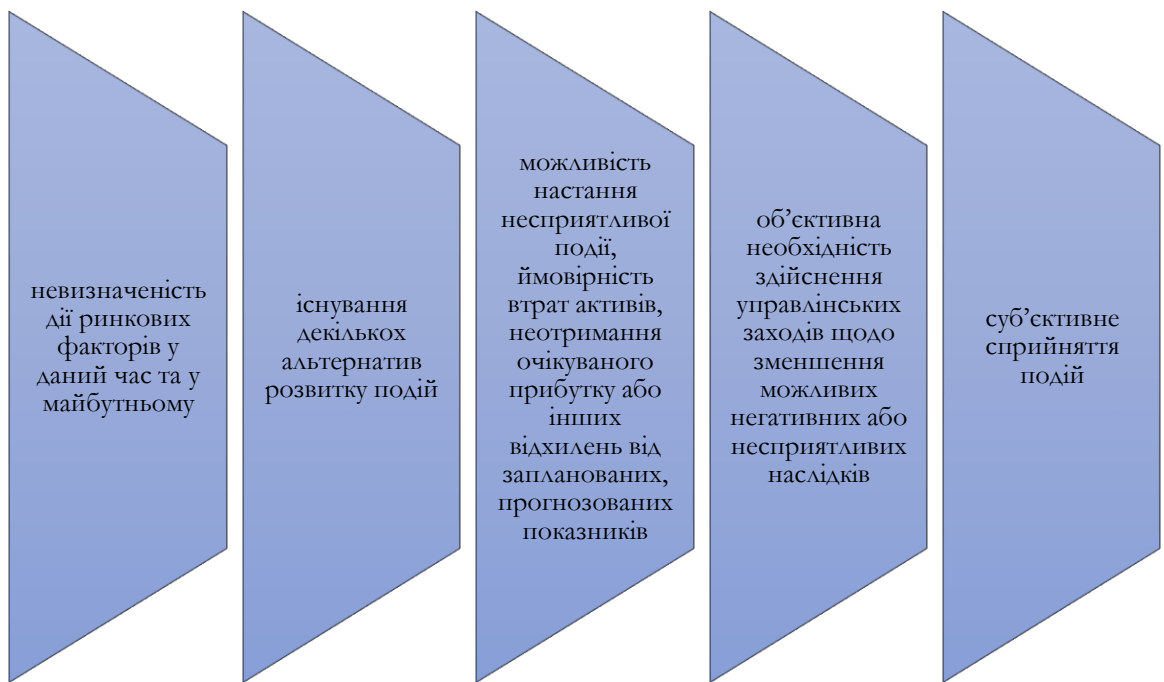 невизначеність
дії ринкових
факторів у
даний час та у
майбутньому
існування
декількох
альтернатив
розвитку подій
можливість
настання
несприятливої
події,
ймовірність
втрат активів,
неотримання
очікуваного
прибутку або
інших
відхилень від
запланованих,
прогнозованих
показників
об’єктивна
необхідність
здійснення
управлінських
заходів щодо
зменшення
можливих
негативних або
несприятливих
наслідків
суб’єктивне
сприйняття
подій